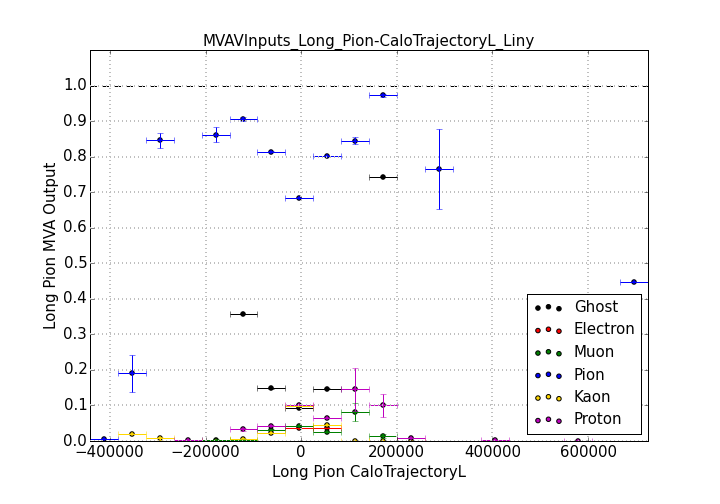 MVAVInputs_Long_Pion-CaloTrajectoryL_Liny
1.0
0.9
0.8
0.7
0.6
0.5
0.4
0.3
0.2
0.1
0.0
Long Pion MVA Output
Ghost
Electron
Muon
Pion
Kaon
Proton
−400000 −200000 0 200000 400000 600000
Long Pion CaloTrajectoryL